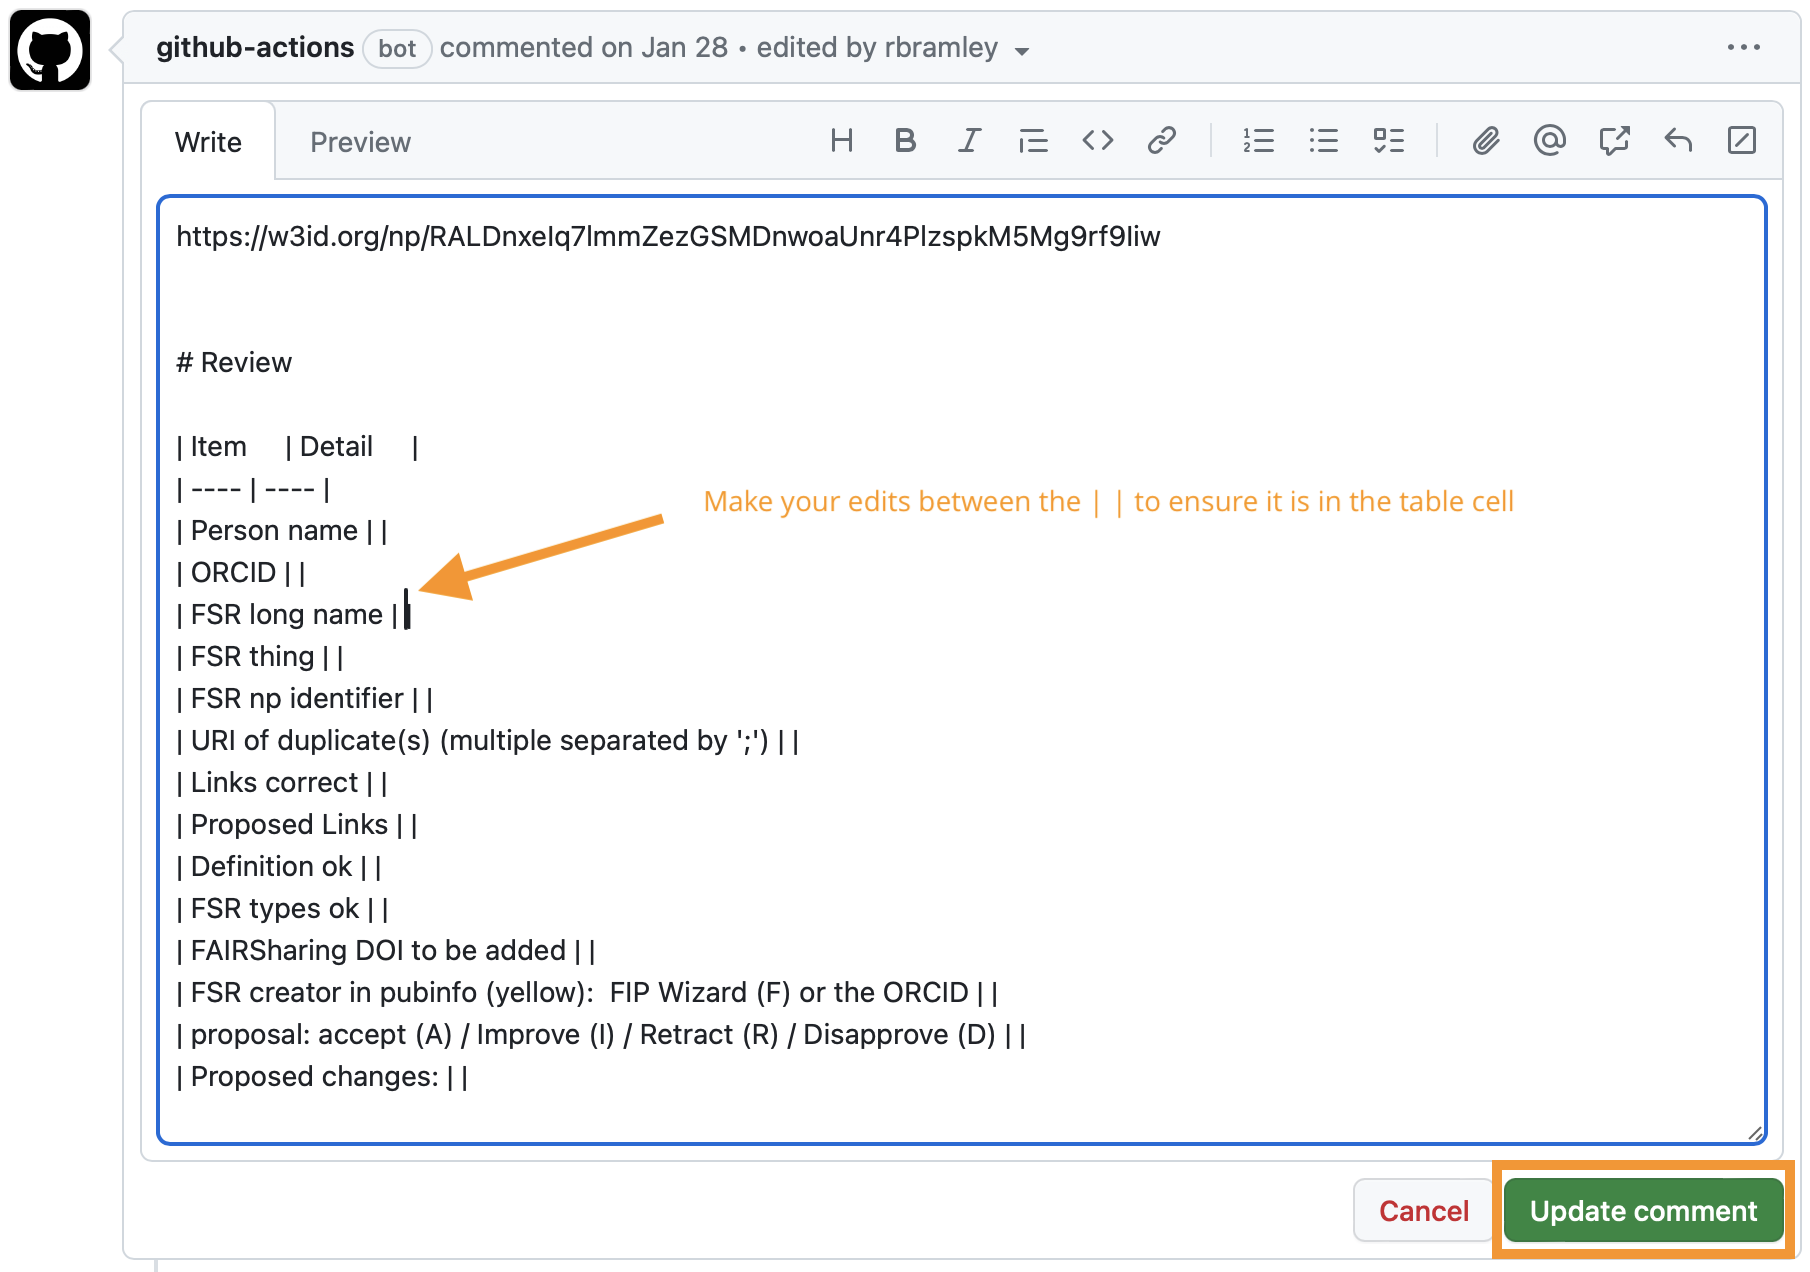 github-actions bot commented on Jan 28 • edited by rbramley
Write Preview
https://w3id.org/np/RALDnxeIq7lmmZezGSMDnwoaUnr4PlzspkM5Mg9rf9Iiw
# Review
| Item | Detail |
| ---- | ---- |
Make your edits between the | | to ensure it is in the table cell
| Person name | |
| ORCID | |
| FSR long name | |
| FSR thing | |
| FSR np identifier | |
| URI of duplicate(s) (multiple separated by ';') | |
| Links correct | |
| Proposed Links | |
| Definition ok | |
| FSR types ok | |
| FAIRSharing DOI to be added | |
| FSR creator in pubinfo (yellow):  FIP Wizard (F) or the ORCID | |
| proposal: accept (A) / Improve (I) / Retract (R) / Disapprove (D) | |
| Proposed changes: | |
Cancel Update comment